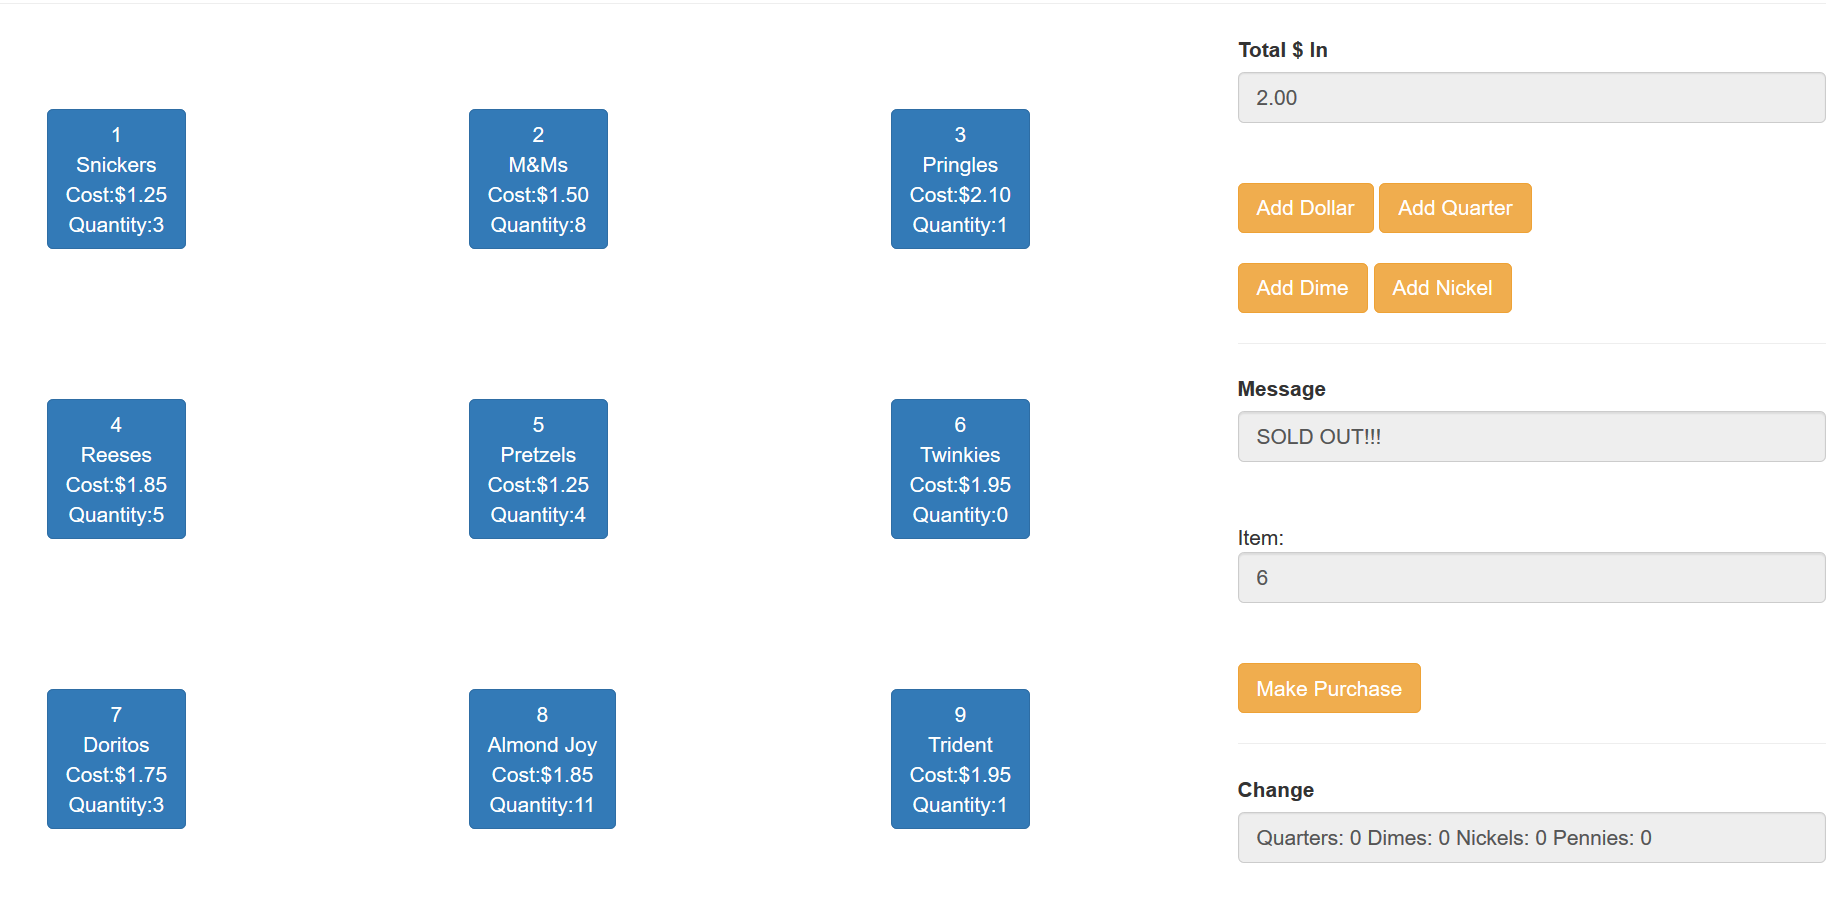 Total $ In
2.00
1
Snickers
Cost:$1.25
Quantity:3
2
M&Ms
Cost:$1.50
Quantity:8
3
Pringles
Cost:$2.10
Quantity:1
Add Dollar Add Quarter
Add Dime Add Nickel
Message
SOLD OUT!!!
4
Reeses
Cost:$1.85
Quantity:5
5
Pretzels
Cost:$1.25
Quantity:4
6
Twinkies
Cost:$1.95
Quantity:0
Item:
6
Make Purchase
7
Doritos
Cost:$1.75
Quantity:3
8
Almond Joy
Cost:$1.85
Quantity:11
9
Trident
Cost:$1.95
Quantity:1
Change
Quarters: 0 Dimes: 0 Nickels: 0 Pennies: 0